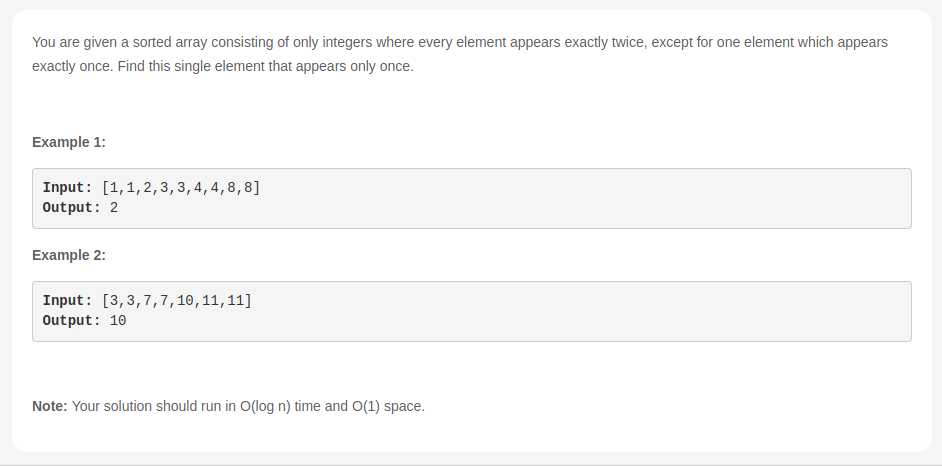 You are given a sorted array consisting of only integers where every element appears exactly twice, except for one element which appears
exactly once. Find this single element that appears only once.
Example 1:
Input: [1,1,2,3,3,4,4,8,8]
Output: 2
Example 2:
Input: [3,3,7,7,10,11,11]
Output: 10
Note: Your solution should run in O(log n) time and O(1) space.